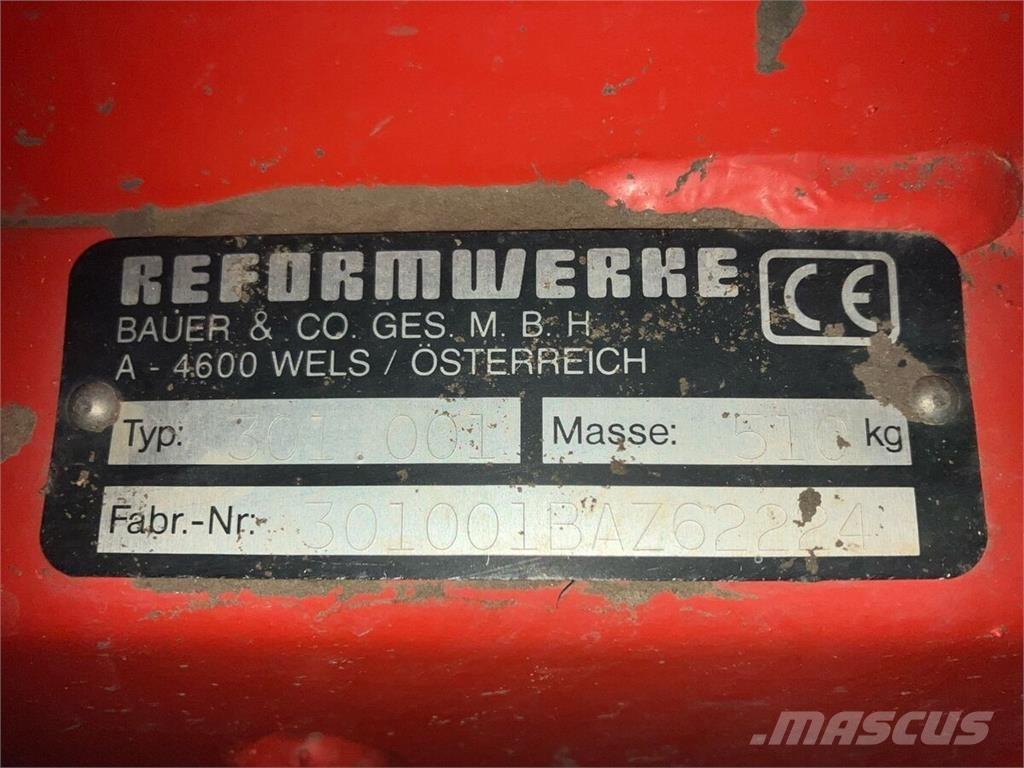 REFORMWERKE CE
BAUER & CO. GES. M. B. H
A - 4600 WELS / ÖSTERREICH
Typ: 301 001 Masse: 510 kg
Fabr.-Nr: 301001BAZ62224
.MASCUS